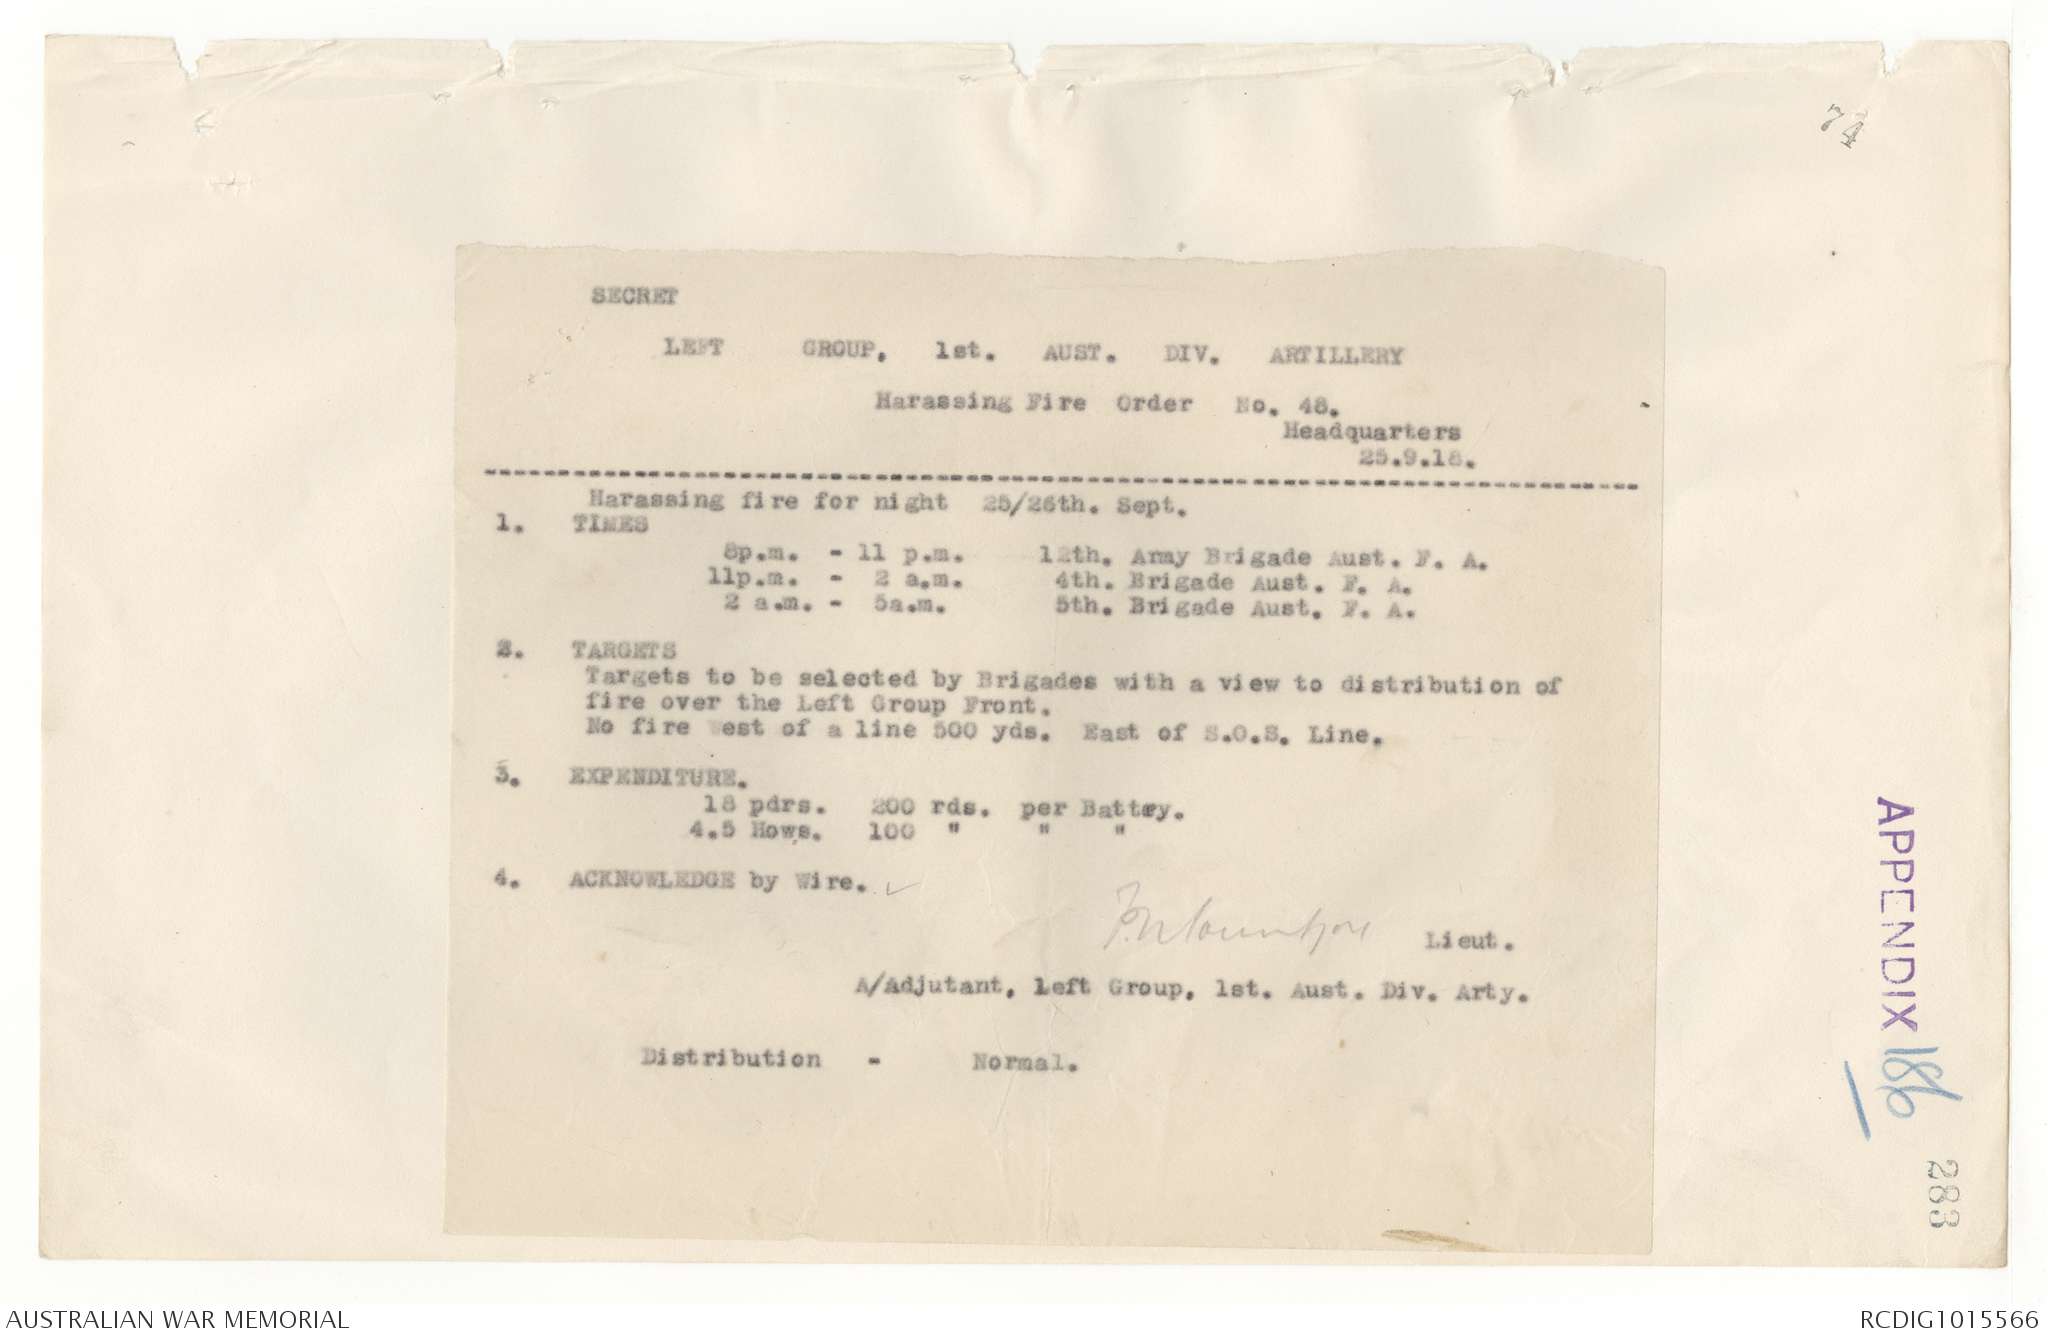 74
SECRET
LEFT GROUP, 1st. AUST. DIV. ARTILLERY
Harassing Fire Order No. 48.
Headquarters
25.9.18.
Harassing fire for night 25/26th. Sept.
1. TIMES
8p.m. - 11 p.m. 12th. Army Brigade Aust. F. A.
11p.m. - 2 a.m. 4th. Brigade Aust. F. A.
2 a.m. - 5a.m. 5th. Brigade Aust. F. A.
2. TARGETS
Targets to be selected by Brigades with a view to distribution of
fire over the Left Group Front.
No fire west of a line 500 yds. East of S.O.S. Line.
3. EXPENDITURE.
18 pdrs. 200 rds. per Battry.
4.5 Hows. 100 " " "
4. ACKNOWLEDGE by Wire.
Lieut.
A/Adjutant, Left Group, 1st. Aust. Div. Arty.
Distribution - Normal.
APPENDIX 186
283
AUSTRALIAN WAR MEMORIAL
RCDIG1015566